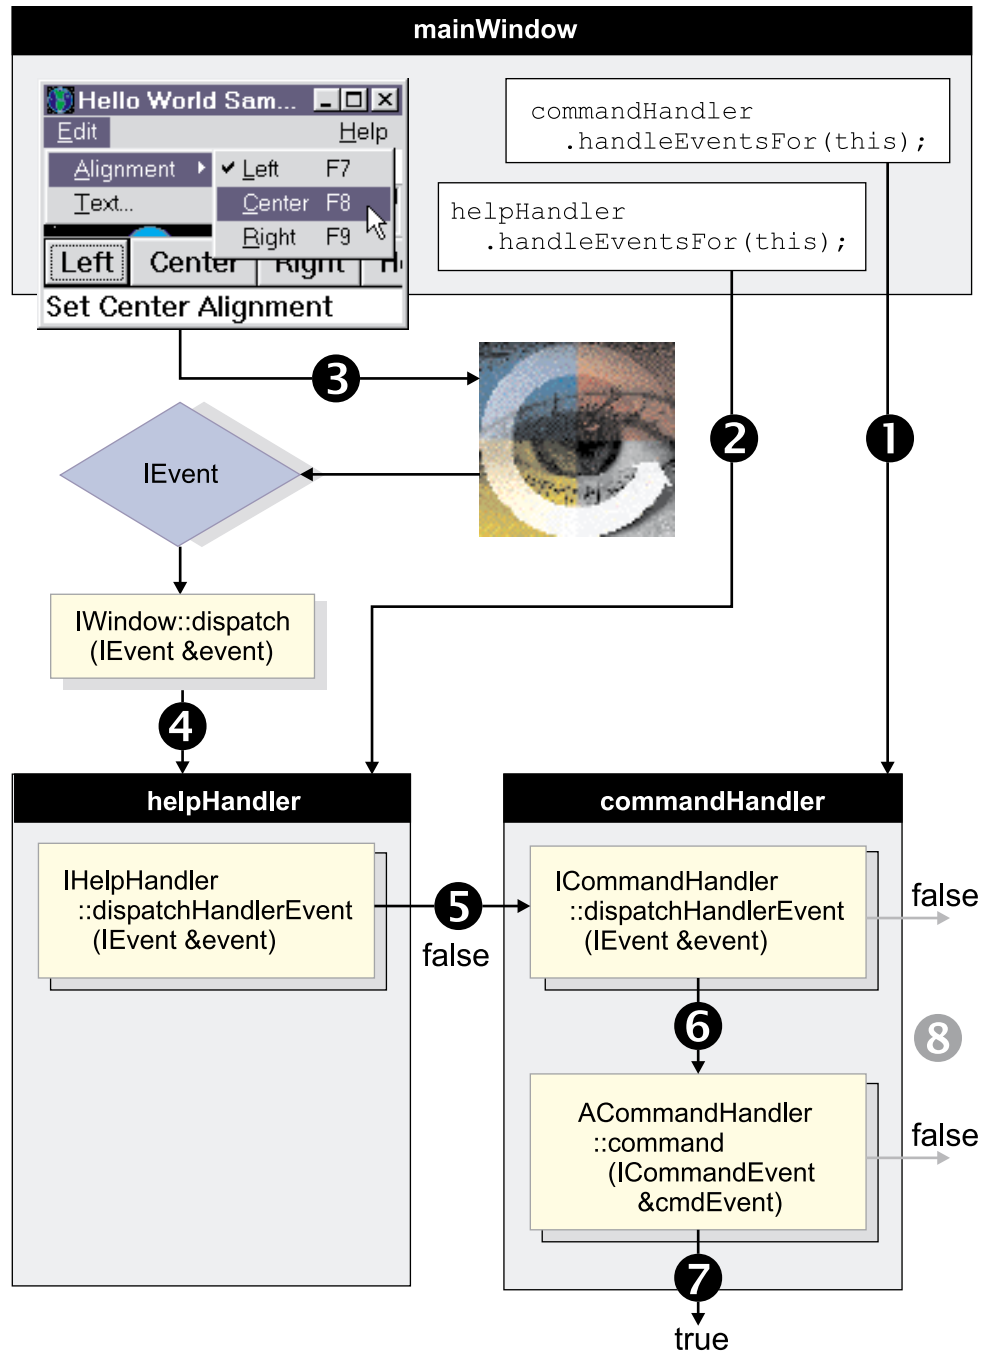 mainWindow
Hello World Sam...
Edit
Help
Alignment
Text...
Left F7
Center F8
Right F9
Left
Center
Right
Set Center Alignment
commandHandler
.handleEventsFor(this);
helpHandler
.handleEventsFor(this);
3
2
1
IEvent
IWindow::dispatch
(IEvent &event)
4
helpHandler
IHelpHandler
::dispatchHandlerEvent
(IEvent &event)
5
false
commandHandler
ICommandHandler
::dispatchHandlerEvent
(IEvent &event)
false
6
8
ACommandHandler
::command
(ICommandEvent
&cmdEvent)
false
7
true